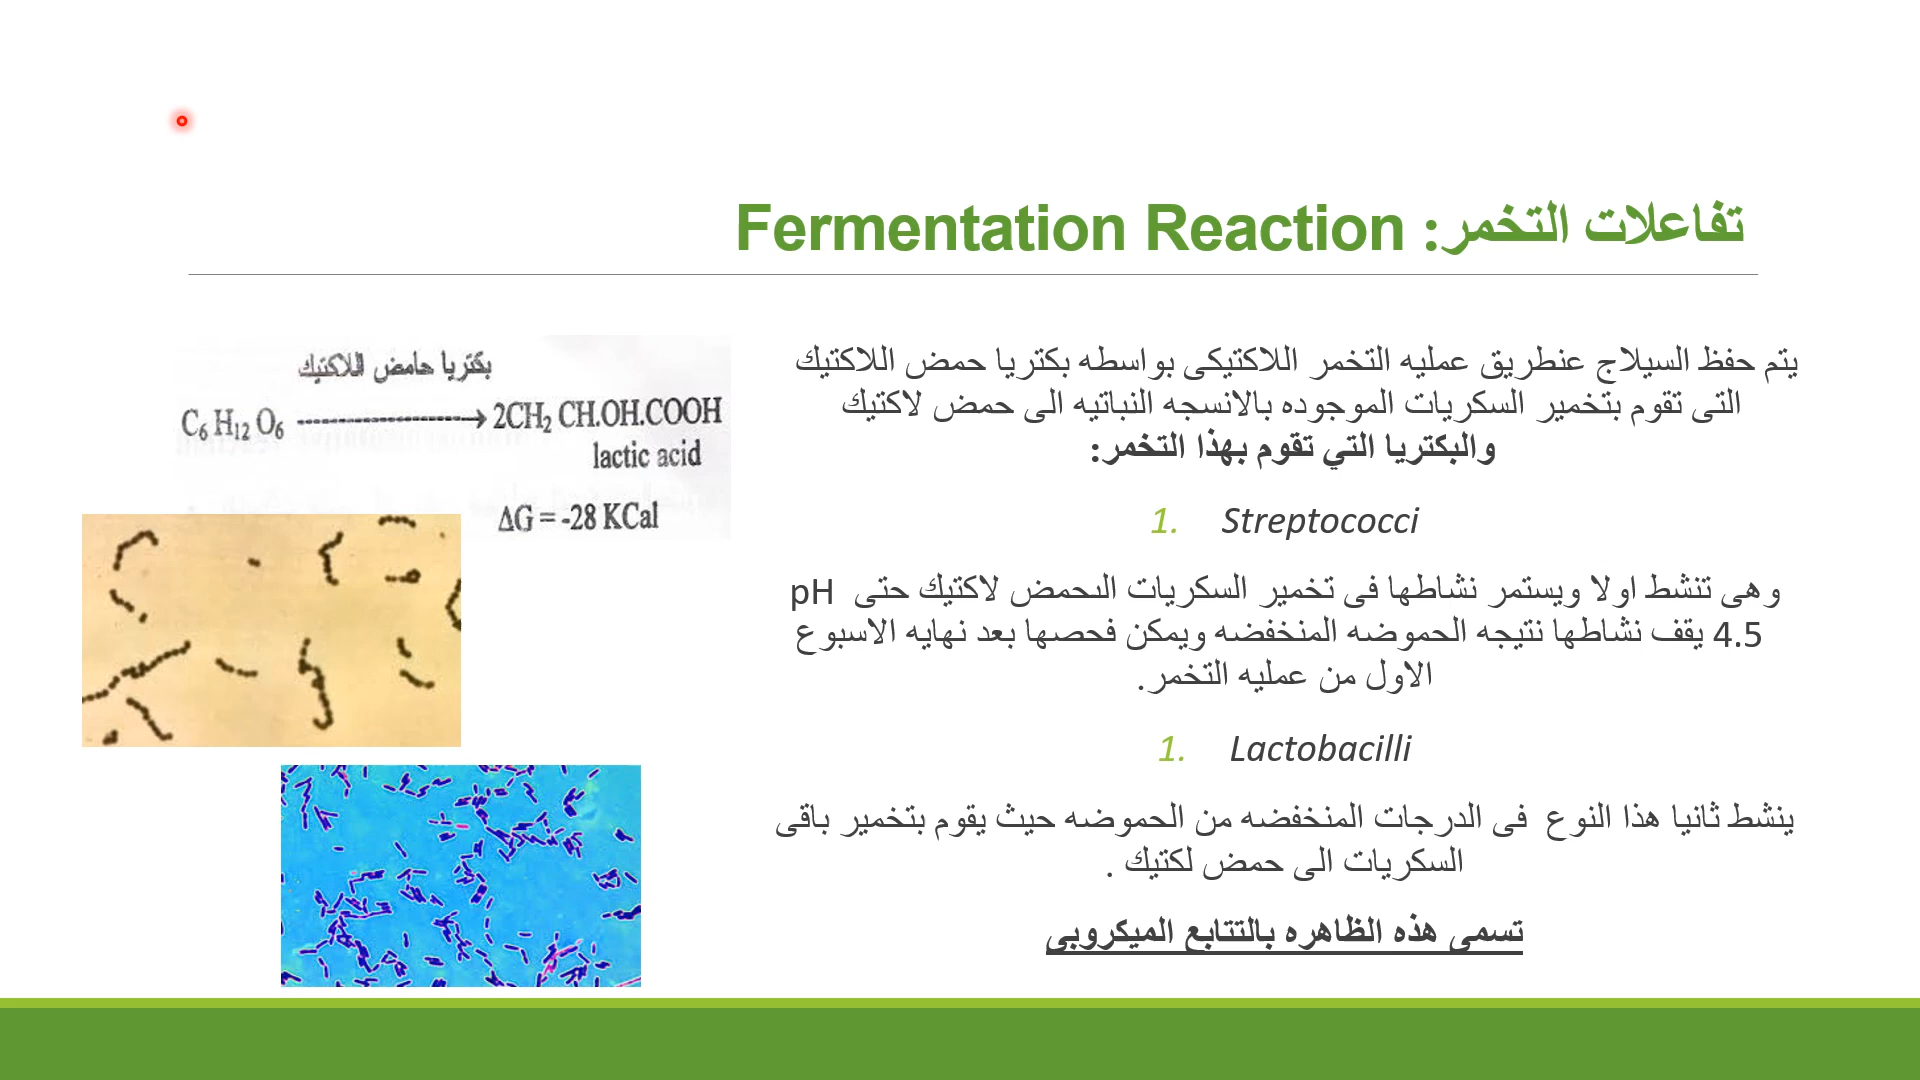 تفاعلات التخمر: Fermentation Reaction
يتم حفظ السيلاج عنطريق عمليه التخمر اللاكتيكى بواسطه بكتريا حمض اللاكتيك
التى تقوم بتخمير السكريات الموجوده بالانسجه النباتيه الى حمض لاكتيك
والبكتريا التي تقوم بهذا التخمر:
1. Streptococci
وهى تنشط اولا ويستمر نشاطها فى تخمير السكريات الىحمض لاكتيك حتى pH
4.5 يقف نشاطها نتيجه الحموضه المنخفضه ويمكن فحصها بعد نهايه الاسبوع
الاول من عمليه التخمر.
1. Lactobacilli
ينشط ثانيا هذا النوع فى الدرجات المنخفضه من الحموضه حيث يقوم بتخمير باقى
السكريات الى حمض لكتيك .
تسمى هذه الظاهره بالتتابع الميكروبى
بكتريا حامض اللاكتيك
C₆ H₁₂ O₆ ----------→ 2CH₂ CH.OH.COOH
lactic acid
ΔG = -28 KCal